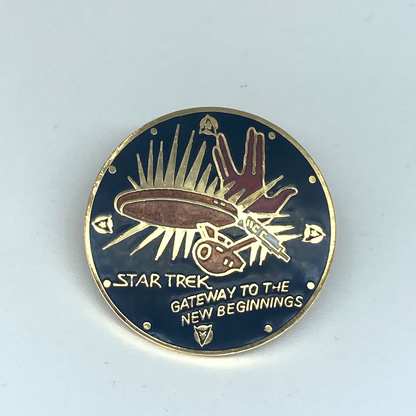 STAR TREK
GATEWAY TO THE
NEW BEGINNINGS